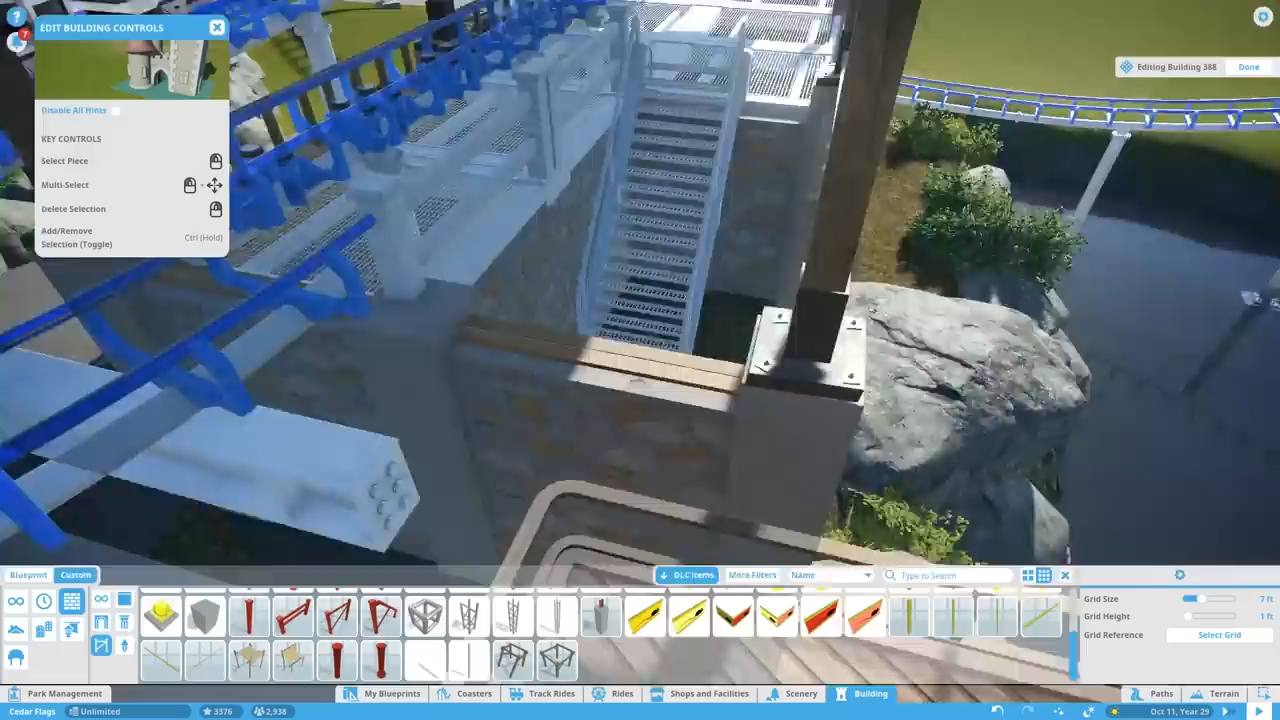 ?
7
EDIT BUILDING CONTROLS
Disable All Hints
KEY CONTROLS
Select Piece
Multi-Select
Delete Selection
Add/Remove
Selection (Toggle)
Ctrl (Hold)
Editing Building 388
Done
Blueprint
Custom
DLC Items
More Filters
Name
Type to Search
Grid Size
7 ft
Grid Height
1 ft
Grid Reference
Select Grid
Park Management
My Blueprints
Coasters
Track Rides
Rides
Shops and Facilities
Scenery
Building
Paths
Terrain
Cedar Flags
Unlimited
3376
2,938
Oct 11, Year 29